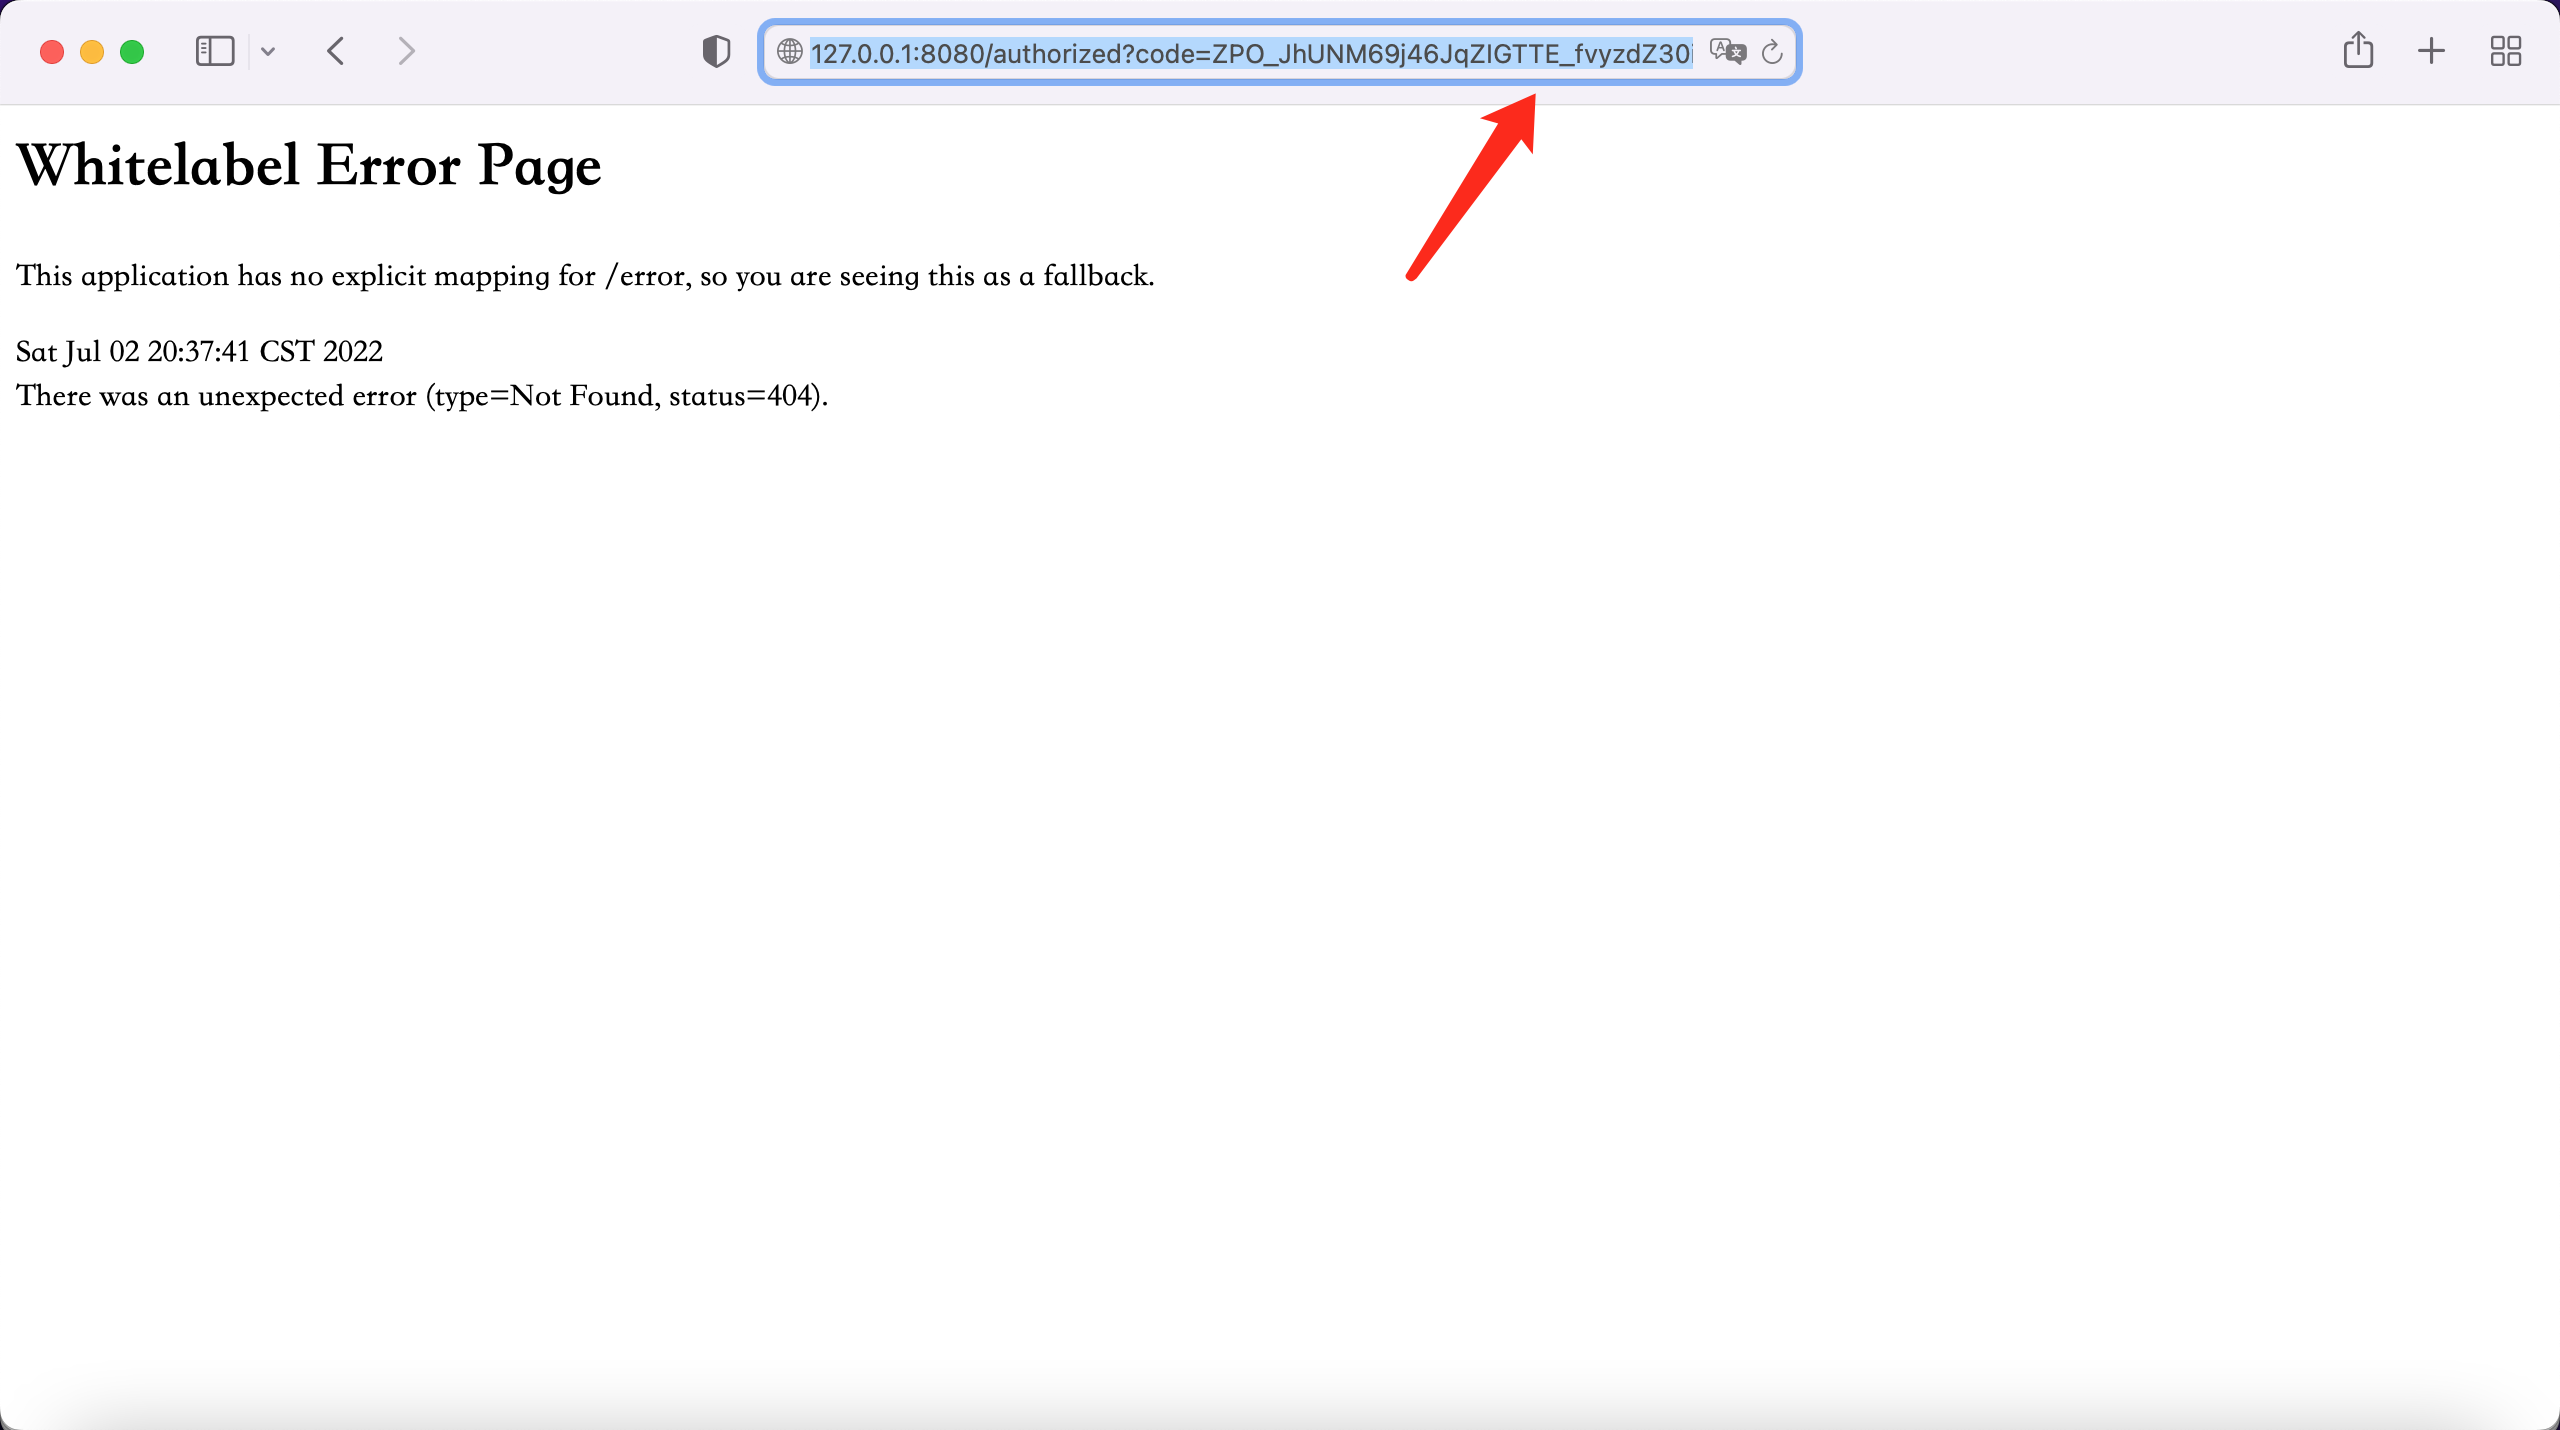 127.0.0.1:8080/authorized?code=ZPO_JhUNM69j46JqZIGTTE_fvyzdZ30i
Whitelabel Error Page
This application has no explicit mapping for /error, so you are seeing this as a fallback.
Sat Jul 02 20:37:41 CST 2022
There was an unexpected error (type=Not Found, status=404).